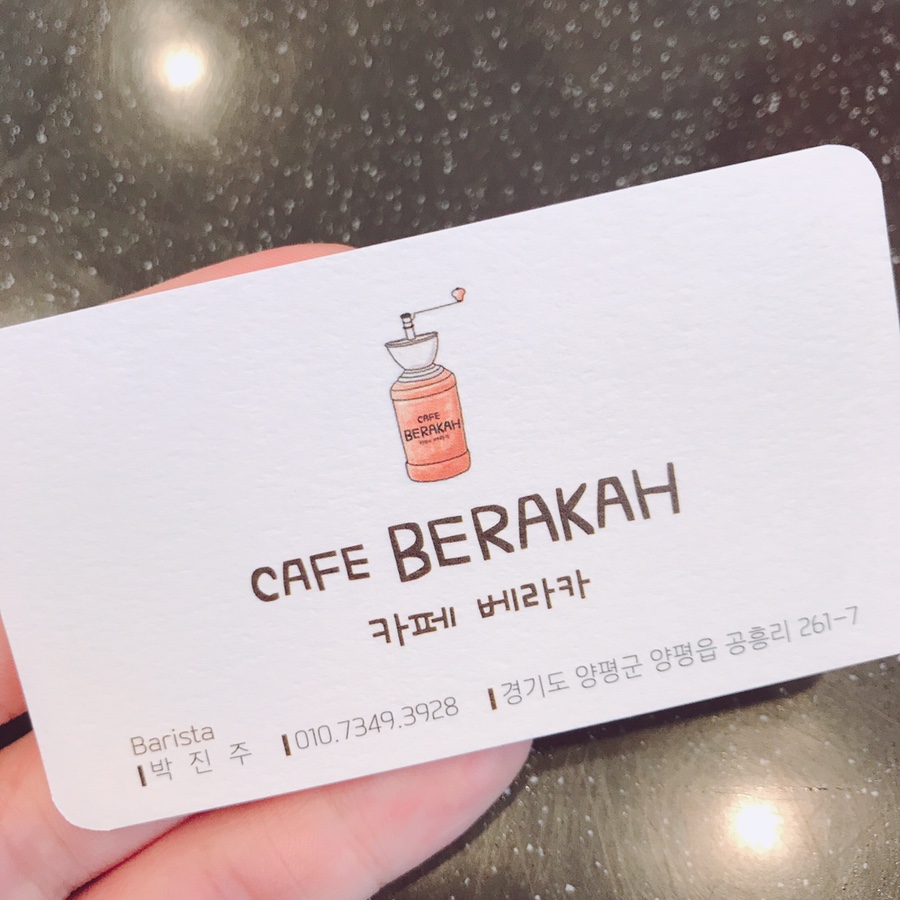 CAFE
BERAKAH
CAFE BERAKAH
카페 베라카
Barista
박 진 주 010.7349.3928 경기도 양평군 양평읍 공흥리 261-7